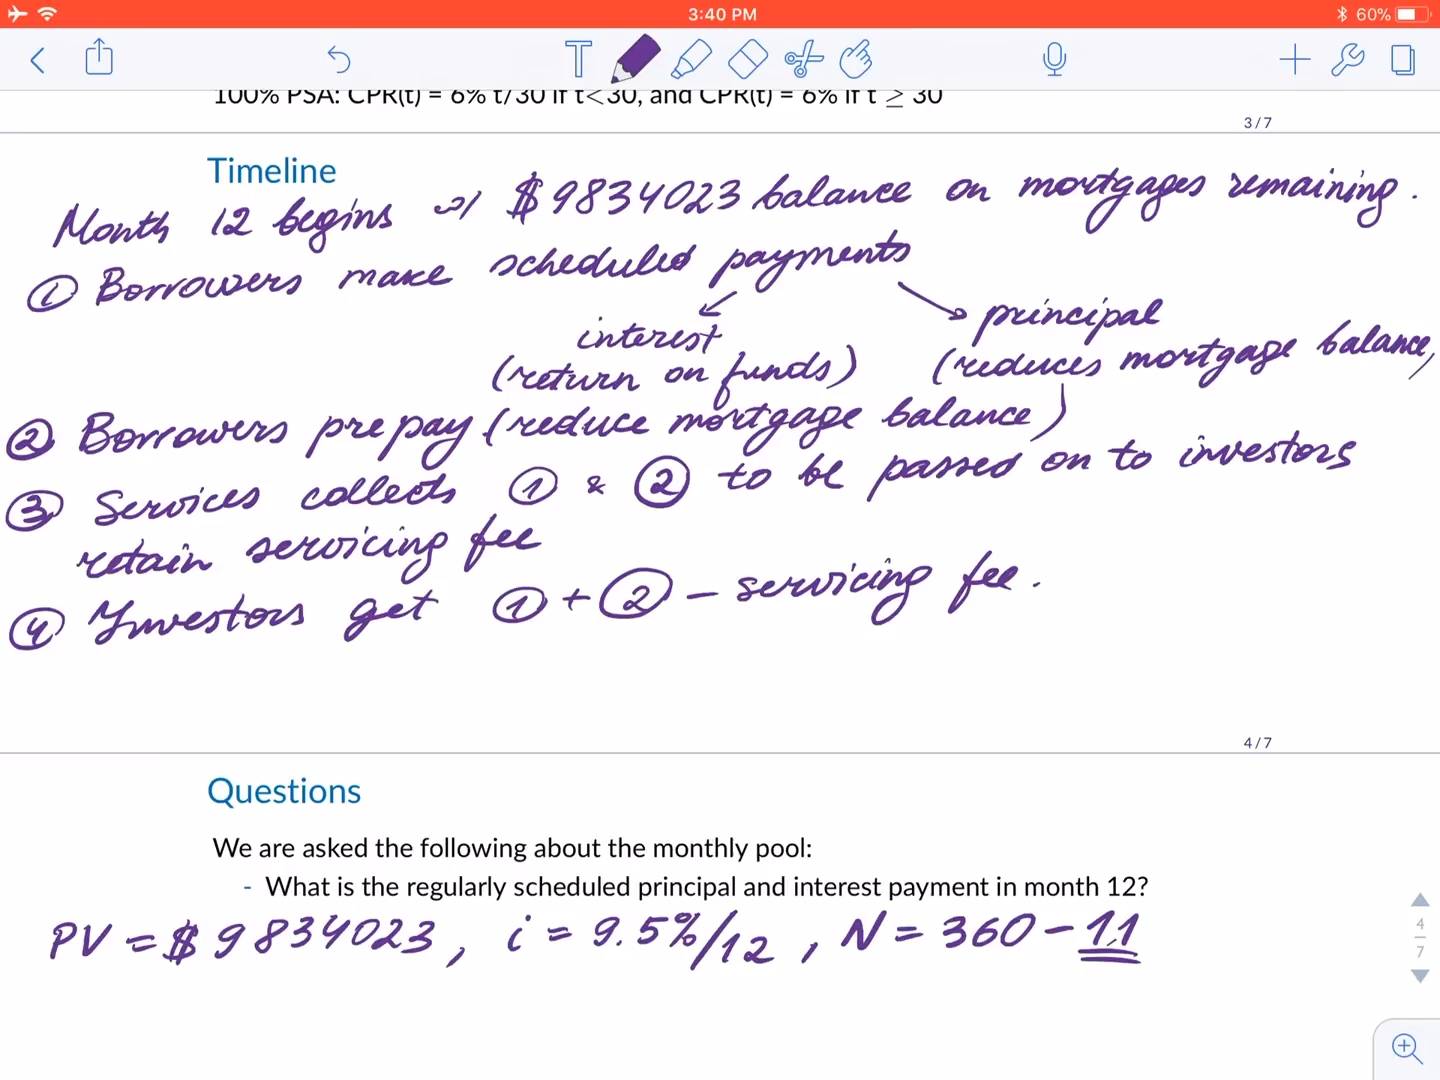 3:40 PM
60%
T
100% PSA: CPR(t) = 6% t/30 if t<30, and CPR(t) = 6% if t ≥ 30
3 / 7
Timeline
Month 12 begins w/ $9834023 balance on mortgages remaining.
① Borrowers make scheduled payments
interest
principal
(return on funds)
(reduces mortgage balance)
② Borrowers prepay (reduce mortgage balance)
③ Services collects ① & ② to be passed on to investors
retain servicing fee
④ Investors get ① + ② – servicing fee.
4 / 7
Questions
We are asked the following about the monthly pool:
- What is the regularly scheduled principal and interest payment in month 12?
PV = $9834023, i = 9.5%/12, N = 360 – 11
4
7